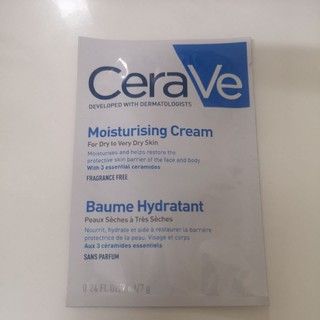 CeraVe
DEVELOPED WITH DERMATOLOGISTS
Moisturising Cream
For Dry to Very Dry Skin
Moisturises and helps restore the
protective skin barrier of the face and body
With 3 essential ceramides
FRAGRANCE FREE
Baume Hydratant
Peaux Sèches à Très Sèches
Nourrit, hydrate et aide à restaurer la barrière
protectrice de la peau. Visage et corps
Aux 3 céramides essentiels
SANS PARFUM